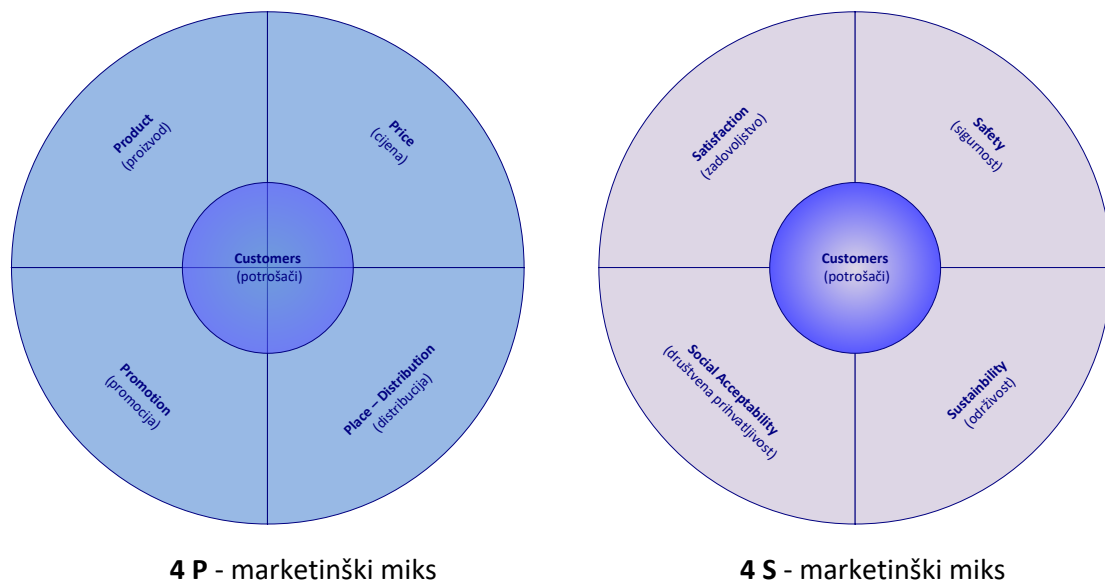 Product
(proizvod)
Price
(cijena)
Customers
(potrošači)
Promotion
(promocija)
Place – Distribution
(distribucija)
4 P - marketinški miks
Satisfaction
(zadovoljstvo)
Safety
(sigurnost)
Customers
(potrošači)
Social Acceptability
(društvena prihvatljivost)
Sustainbility
(održivost)
4 S - marketinški miks